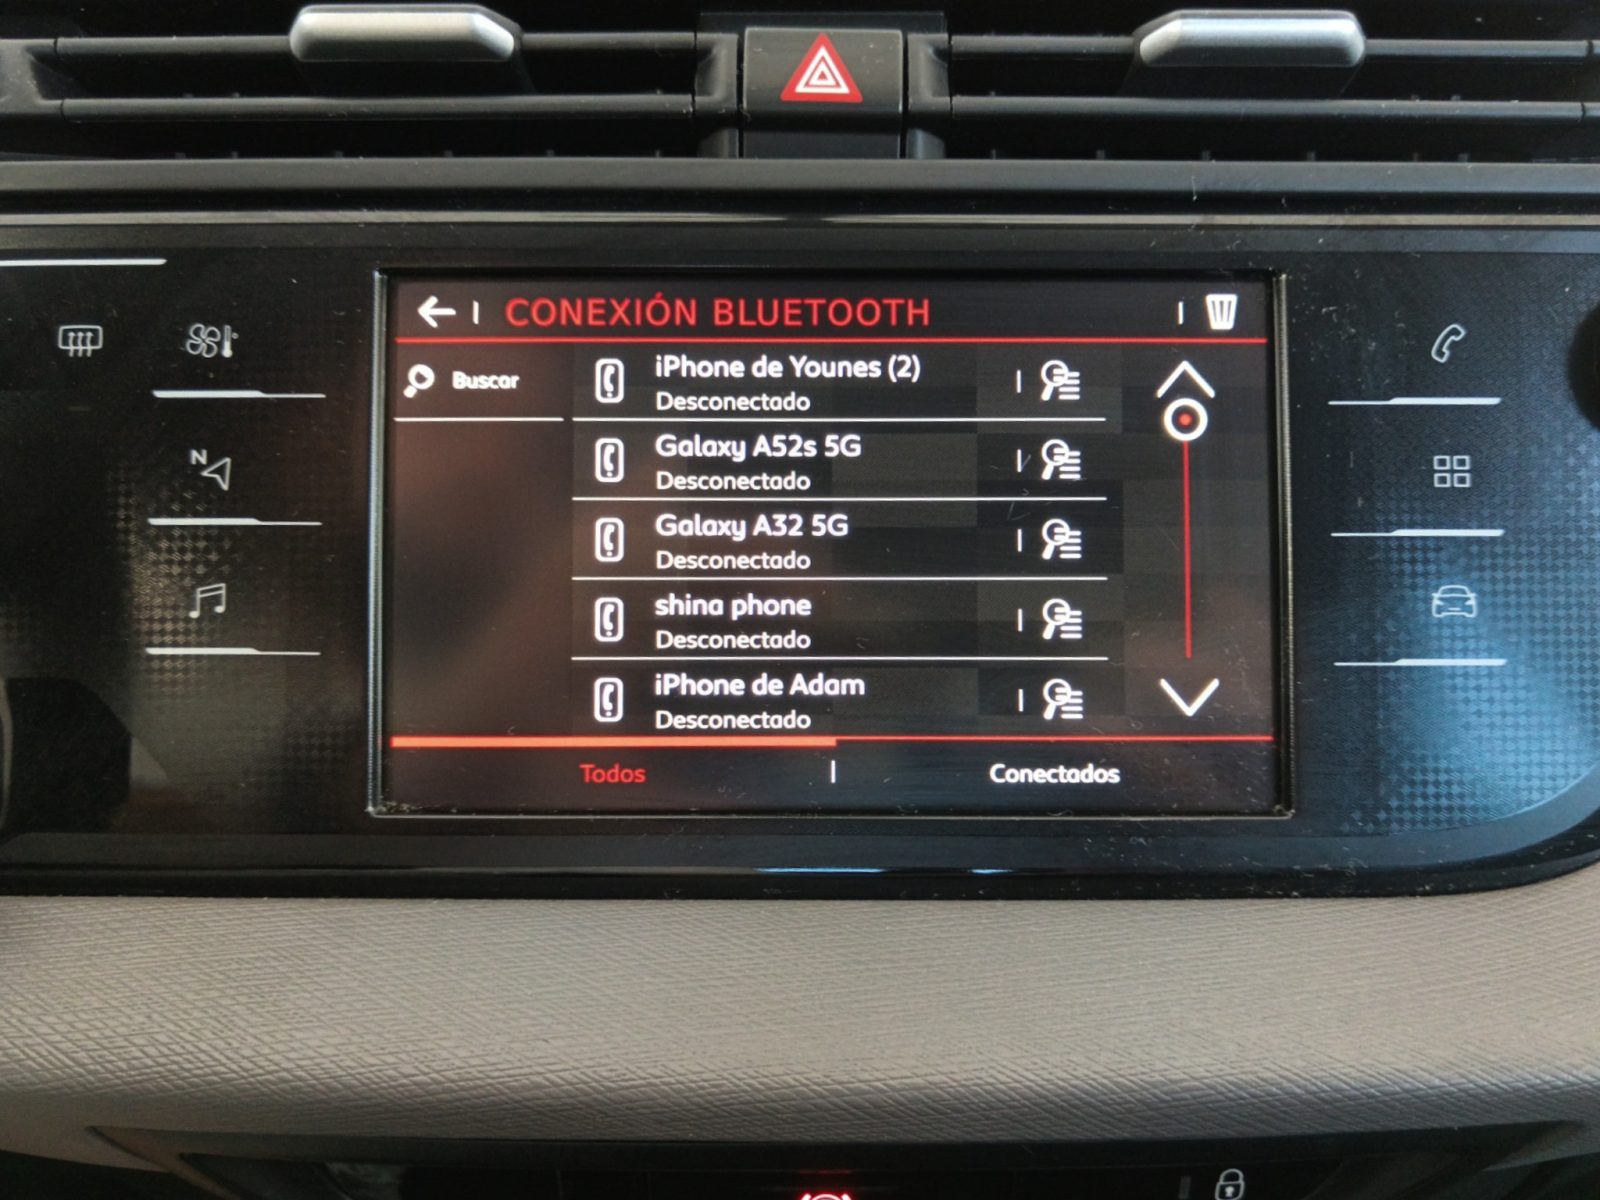 CONEXIÓN BLUETOOTH
Buscar
iPhone de Younes (2)
Desconectado
Galaxy A52s 5G
Desconectado
Galaxy A32 5G
Desconectado
shina phone
Desconectado
iPhone de Adam
Desconectado
Todos
Conectados
N